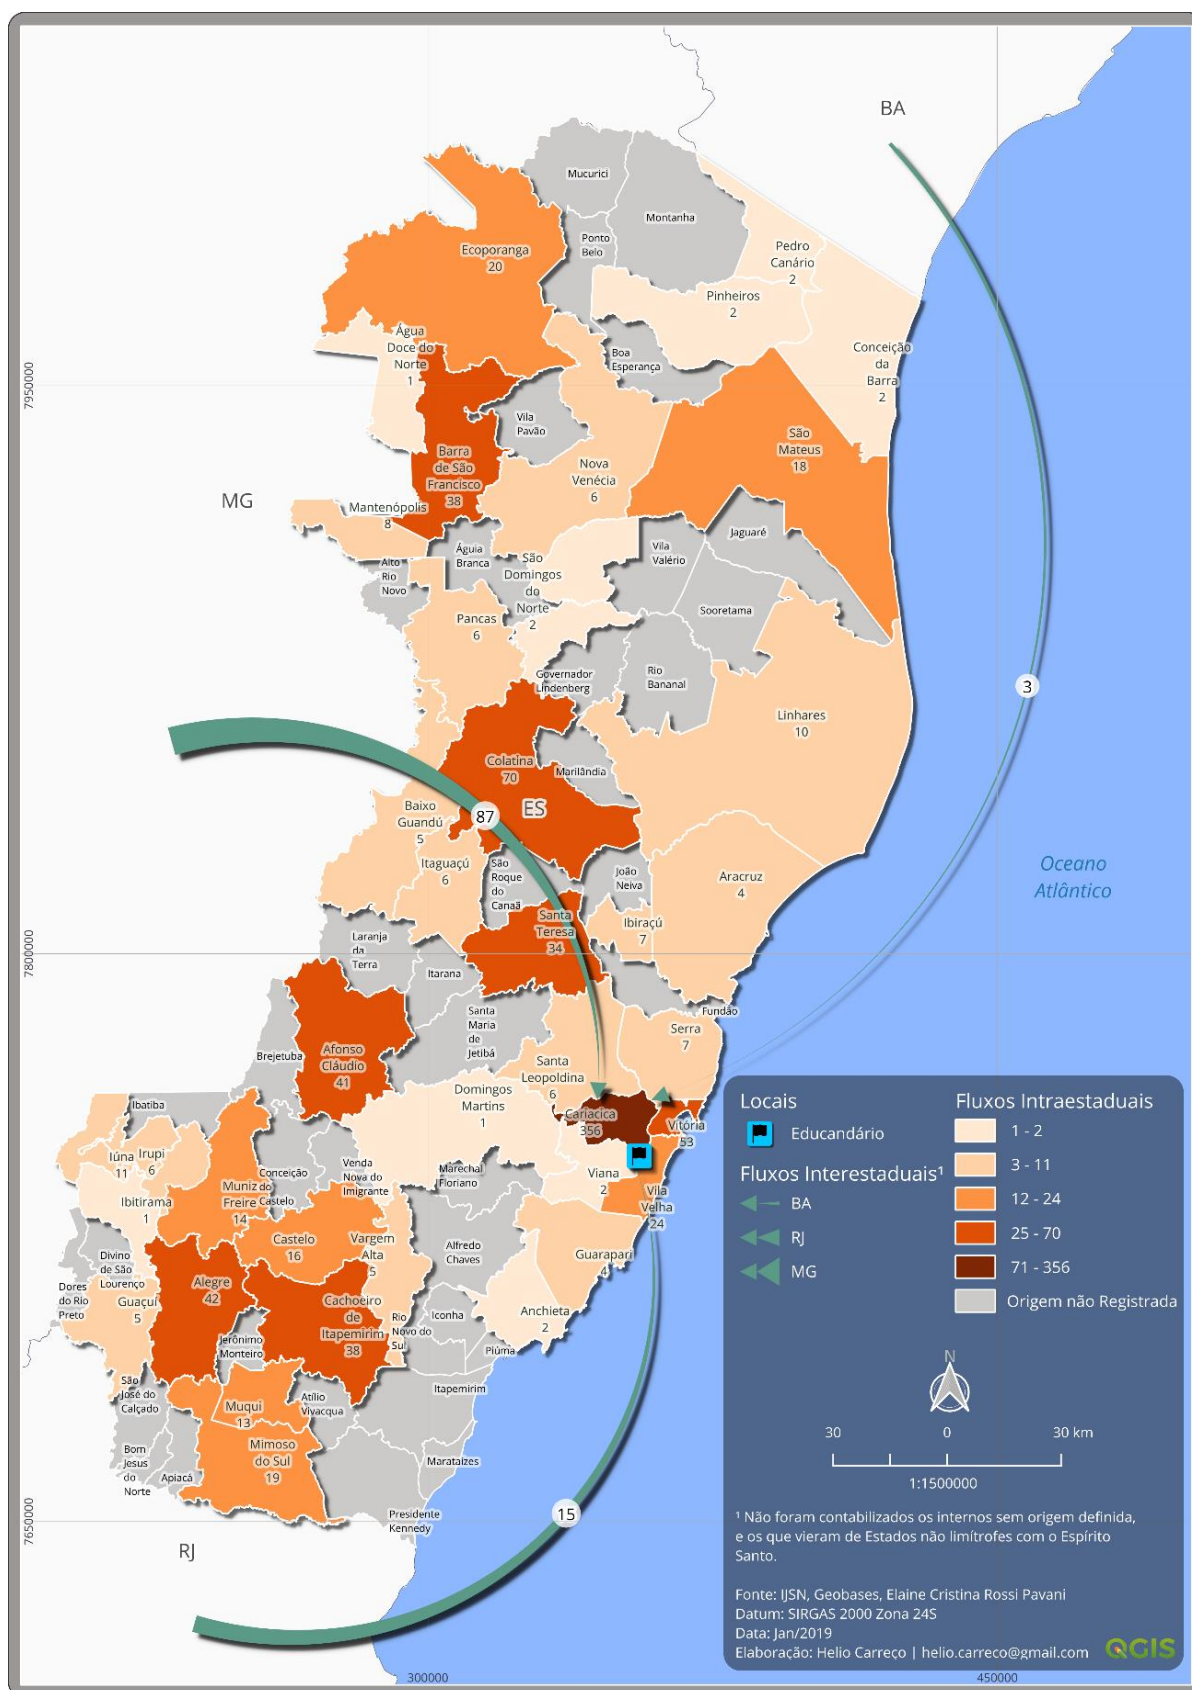 BA
Mucurici
Montanha
Ponto
Belo
Ecoporanga
20
Pedro
Canário
2
Pinheiros
2
Água
Doce do
Norte
1
Boa
Esperança
Conceição
da
Barra
2
7950000
Vila
Pavão
São
Mateus
18
Barra
de São
Francisco
38
Nova
Venécia
6
MG
Mantenópolis
8
Jaguaré
Águia
Branca
Vila
Valério
Alto
Rio
Novo
São
Domingos
do
Norte
2
Sooretama
Pancas
6
Governador
Lindenberg
Rio
Bananal
3
Linhares
10
Colatina
70
Marilândia
ES
87
Baixo
Guandú
5
Itaguaçú
6
São
Roque
do
Canaã
João
Neiva
Aracruz
4
Oceano
Atlântico
Santa
Teresa
34
Ibiraçú
7
7800000
Laranja
da
Terra
Itarana
Santa
Maria
de
Jetibá
Fundão
Serra
7
Brejetuba
Afonso
Cláudio
41
Santa
Leopoldina
6
Domingos
Martins
1
Cariacica
356
Vitória
53
Ibatiba
Iúna
11
Irupi
6
Conceição
do
Castelo
Venda
Nova do
Imigrante
Marechal
Floriano
Viana
2
Vila
Velha
24
Ibitirama
1
Muniz
Freire
14
Castelo
16
Vargem
Alta
5
Alfredo
Chaves
Guarapari
4
Divino
de São
Lourenço
Dores
do Rio
Preto
Guaçuí
5
Alegre
42
Cachoeiro
de
Itapemirim
38
Rio
Novo do
Sul
Iconha
Anchieta
2
Jerônimo
Monteiro
Piúma
São
José do
Calçado
Muqui
13
Atílio
Vivacqua
Itapemirim
Mimoso
do Sul
19
Bom
Jesus
do
Norte
Apiacá
Marataízes
Presidente
Kennedy
15
7650000
RJ
300000
450000
Locais
Educandário
Fluxos Interestaduais¹
BA
RJ
MG
Fluxos Intraestaduais
1 - 2
3 - 11
12 - 24
25 - 70
71 - 356
Origem não Registrada
N
30 0 30 km
1:1500000
¹ Não foram contabilizados os internos sem origem definida,
e os que vieram de Estados não limítrofes com o Espírito
Santo.
Fonte: IJSN, Geobases, Elaine Cristina Rossi Pavani
Datum: SIRGAS 2000 Zona 24S
Data: Jan/2019
Elaboração: Helio Carreço | helio.carreco@gmail.com
QGIS